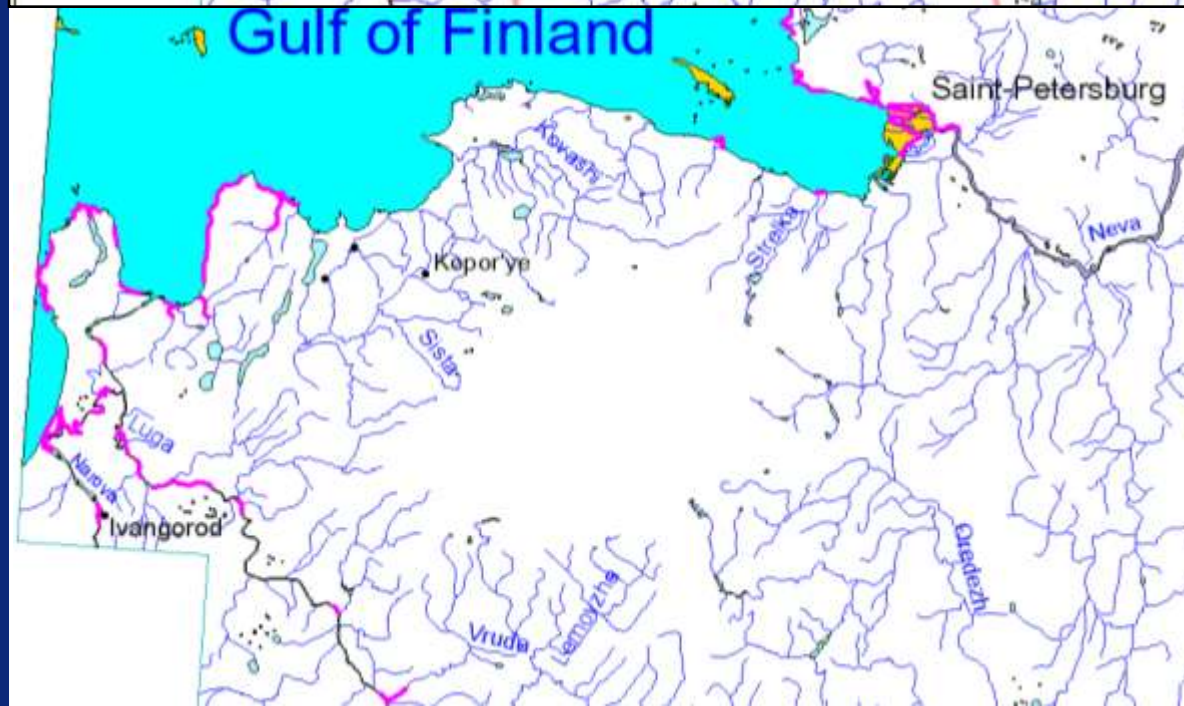 Gulf of Finland
Saint-Petersburg
Kovashi
Strelka
Neva
Kopor'ye
Sista
Luga
Narova
Ivangorod
Oredezh
Vruda
Lemovzha